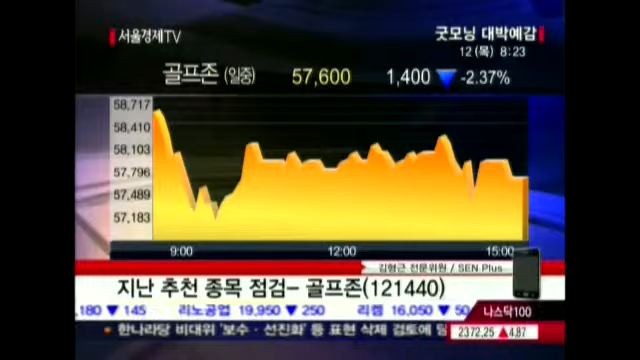 서울경제TV
굿모닝 대박예감
12 (목) 8:23
골프존 (일중) 57,600 1,400 ▼ -2.37%
58,717
58,410
58,103
57,796
57,489
57,183
9:00 12:00 15:00
김형근 전문위원 / SEN Plus
지난 추천 종목 점검- 골프존(121440)
,180 ▼ 145 리노공업 19,950 ▼ 250 리켐 16,050 ▼ 50
나스닥100
한나라당 비대위 '보수·선진화' 등 표현 삭제 검토에 당
2372.25 ▲4.87